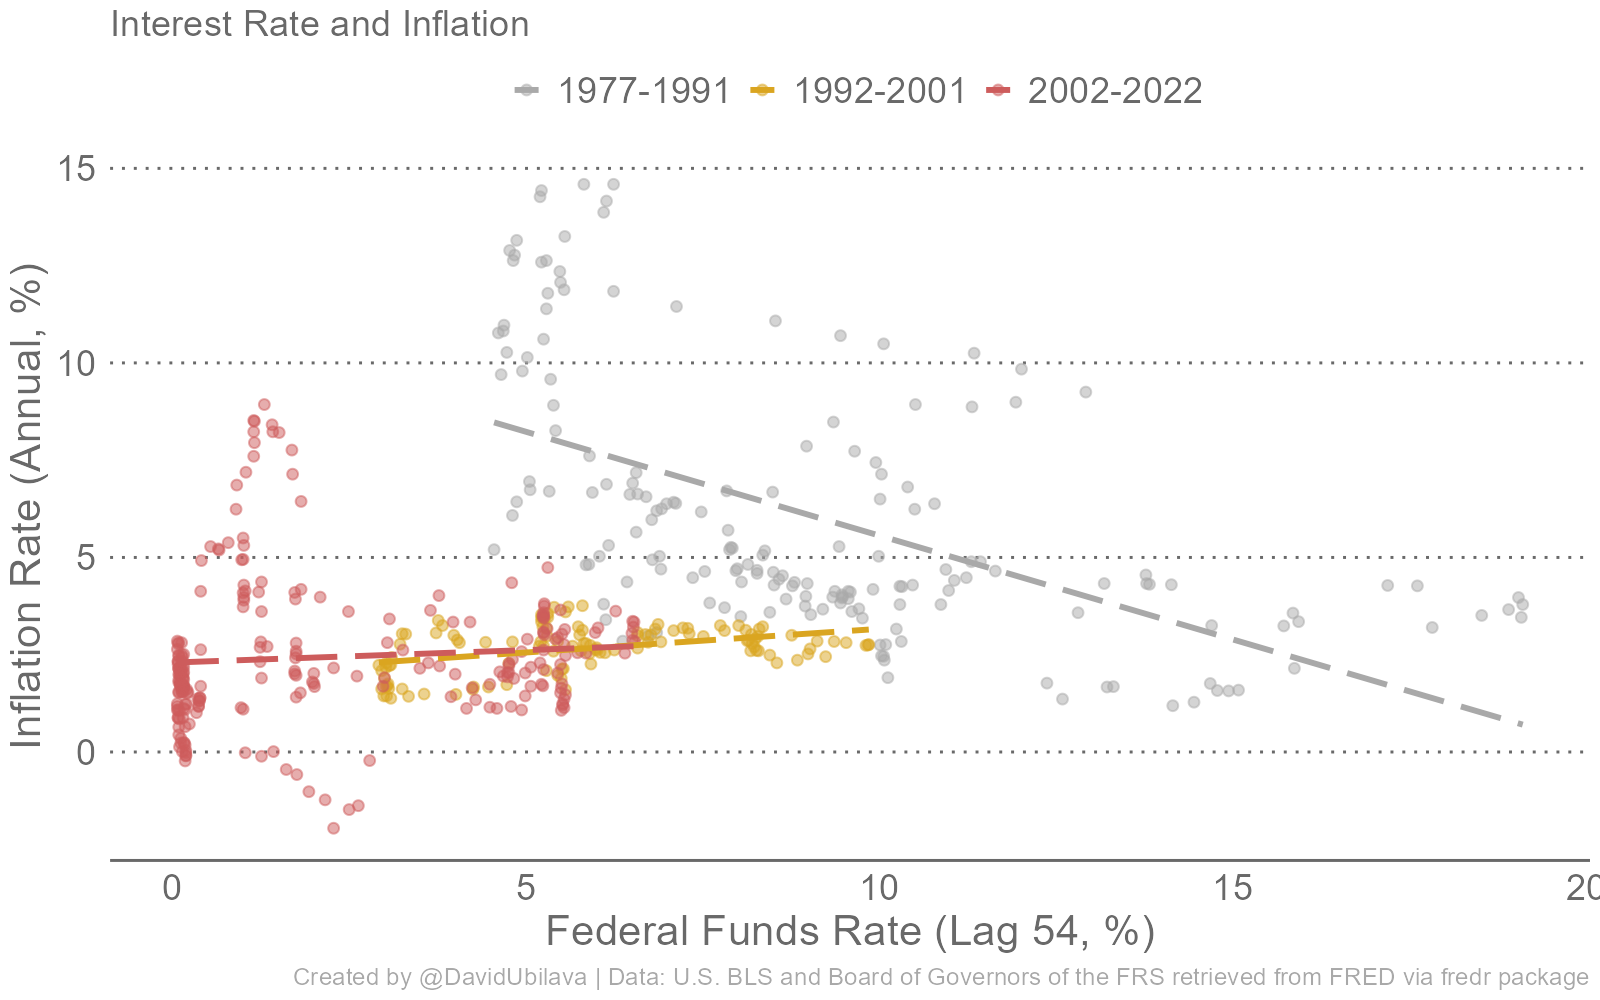 Interest Rate and Inflation
1977-1991 1992-2001 2002-2022
15
10
5
0
Inflation Rate (Annual, %)
0 5 10 15 20
Federal Funds Rate (Lag 54, %)
Created by @DavidUbilava | Data: U.S. BLS and Board of Governors of the FRS retrieved from FRED via fredr package